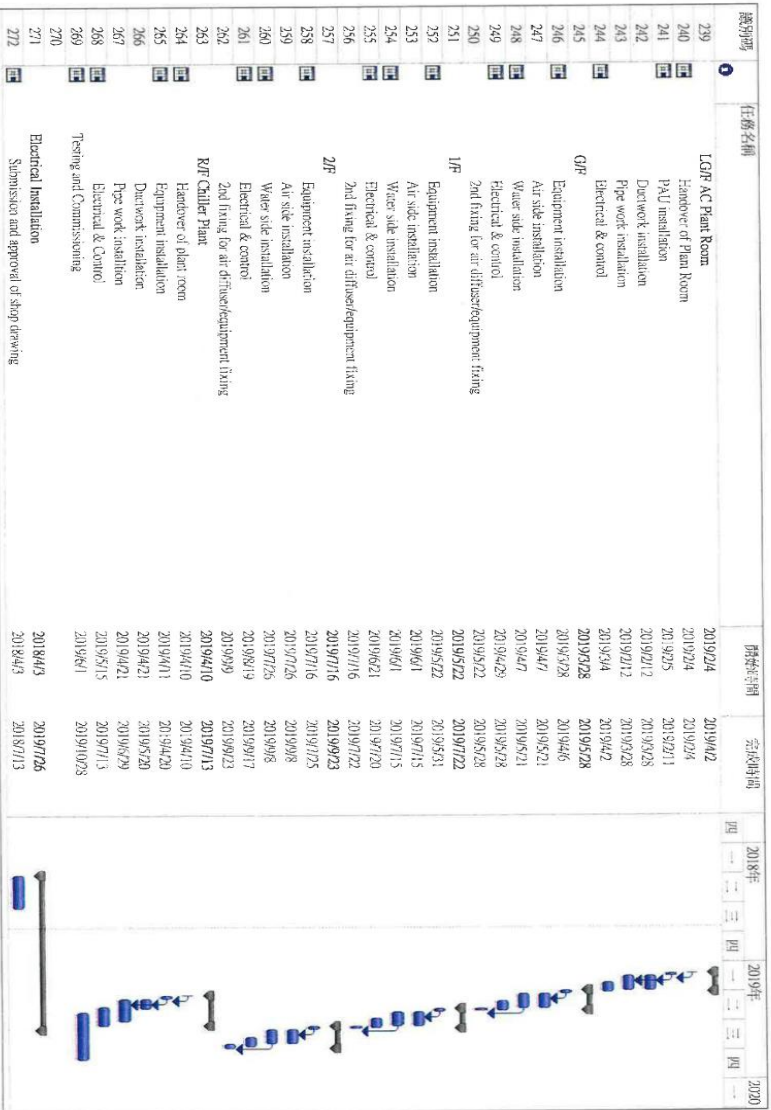 識別碼 任務名稱 開始時間 完成時間 2018年 2019年 2020
四 一 二 三 四 一 二 三 四 一
239 LG/F AC Plant Room 2019/2/4 2019/4/2
240 Handover of Plant Room 2019/2/4 2019/2/4
241 PAU installation 2019/2/5 2019/2/11
242 Ductwork installation 2019/2/12 2019/3/28
243 Pipe work installation 2019/2/12 2019/3/28
244 Electrical & control 2019/3/4 2019/4/2
245 G/F 2019/3/28 2019/5/28
246 Equipment installation 2019/3/28 2019/4/6
247 Air side installation 2019/4/7 2019/5/21
248 Water side installation 2019/4/7 2019/5/21
249 Electrical & control 2019/4/29 2019/5/28
250 2nd fixing for air diffuser/equipment fixing 2019/5/22 2019/5/28
251 1/F 2019/5/22 2019/7/22
252 Equipment installation 2019/5/22 2019/5/31
253 Air side installation 2019/6/1 2019/7/15
254 Water side installation 2019/6/1 2019/7/15
255 Electrical & control 2019/6/21 2019/7/20
256 2nd fixing for air diffuser/equipment fixing 2019/7/16 2019/7/22
257 2/F 2019/7/16 2019/9/23
258 Equipment installation 2019/7/16 2019/7/25
259 Air side installation 2019/7/26 2019/9/8
260 Water side installation 2019/7/26 2019/9/8
261 Electrical & control 2019/8/19 2019/9/17
262 2nd fixing for air diffuser/equipment fixing 2019/9/9 2019/9/23
263 R/F Chiller Plant 2019/4/10 2019/7/13
264 Handover of plant room 2019/4/10 2019/4/10
265 Equipment installation 2019/4/11 2019/4/20
266 Ductwork installation 2019/4/21 2019/5/20
267 Pipe work installtion 2019/4/21 2019/6/29
268 Electrical & Control 2019/5/15 2019/7/13
269 Testing and Commissioning 2019/6/1 2019/10/28
270
271 Electrical Installation 2018/4/3 2019/7/26
272 Submission and approval of shop drawing 2018/4/3 2018/7/13